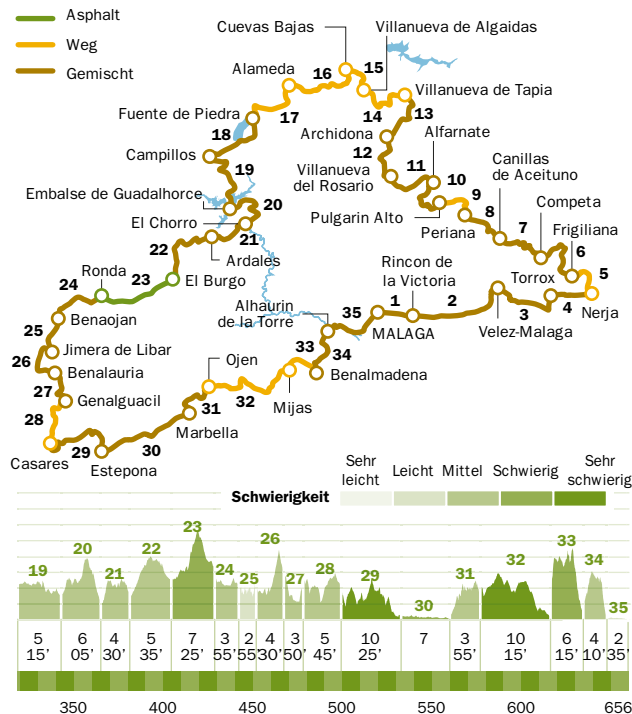 Asphalt
Weg
Gemischt
Cuevas Bajas
Villanueva de Algaidas
Alameda
16
15
Villanueva de Tapia
17
14
13
Fuente de Piedra
Archidona
Alfarnate
18
12
Campillos
Villanueva
del Rosario
11
10
Canillas
de Aceituno
19
9
Embalse de Guadalhorce
20
Pulgarin Alto
8
7
Competa
El Chorro
21
Periana
Frigiliana
22
6
Ardales
Rincon de
la Victoria
Ronda
23
El Burgo
Torrox
5
24
Alhaurin
de la Torre
35
1
2
3
4
Nerja
Benaojan
MALAGA
Velez-Malaga
25
Jimera de Libar
Ojen
33
34
26
Benalauria
Benalmadena
27
Genalguacil
31
32
Mijas
28
Marbella
Casares
29
30
Estepona
Sehr
leicht
Leicht
Mittel
Schwierig
Sehr
schwierig
Schwierigkeit
19
20
21
22
23
24
25
26
27
28
29
30
31
32
33
34
35
5 6 4 5 7 3 2 4 3 5 10 7 3 10 6 4 2
15’ 05’ 30’ 35’ 25’ 55’ 55’ 30’ 50’ 45’ 25’ 55’ 15’ 15’ 10’ 35’
350 400 450 500 550 600 656